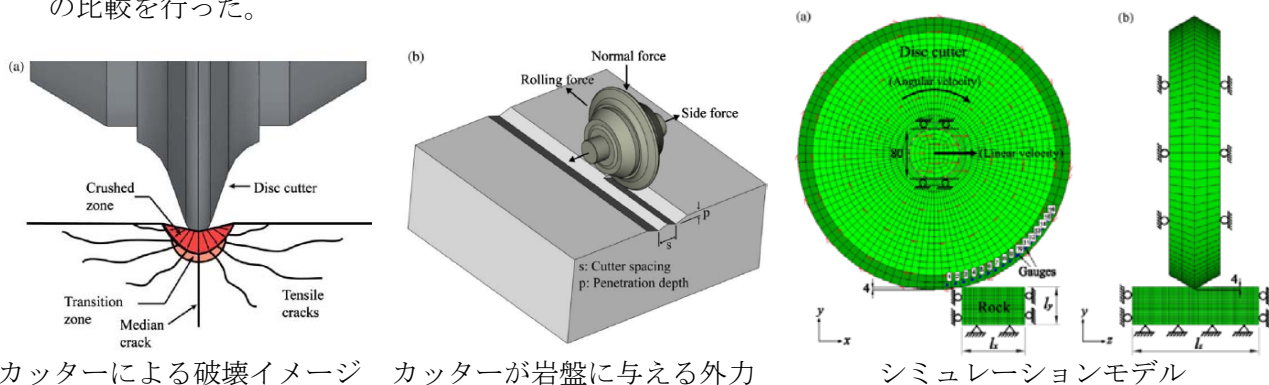 の比較を行った。
(a)
Crushed
zone
Disc cutter
Transition
zone
Median
crack
Tensile
cracks
カッターによる破壊イメージ
(b)
Normal force
Rolling force
Side force
p
s
s: Cutter spacing
p: Penetration depth
カッターが岩盤に与える外力
(a)
Disc cutter
(Angular velocity)
80
(Linear velocity)
Gauges
4
Rock
ly
lx
y
x
(b)
4
y
z
lz
シミュレーションモデル